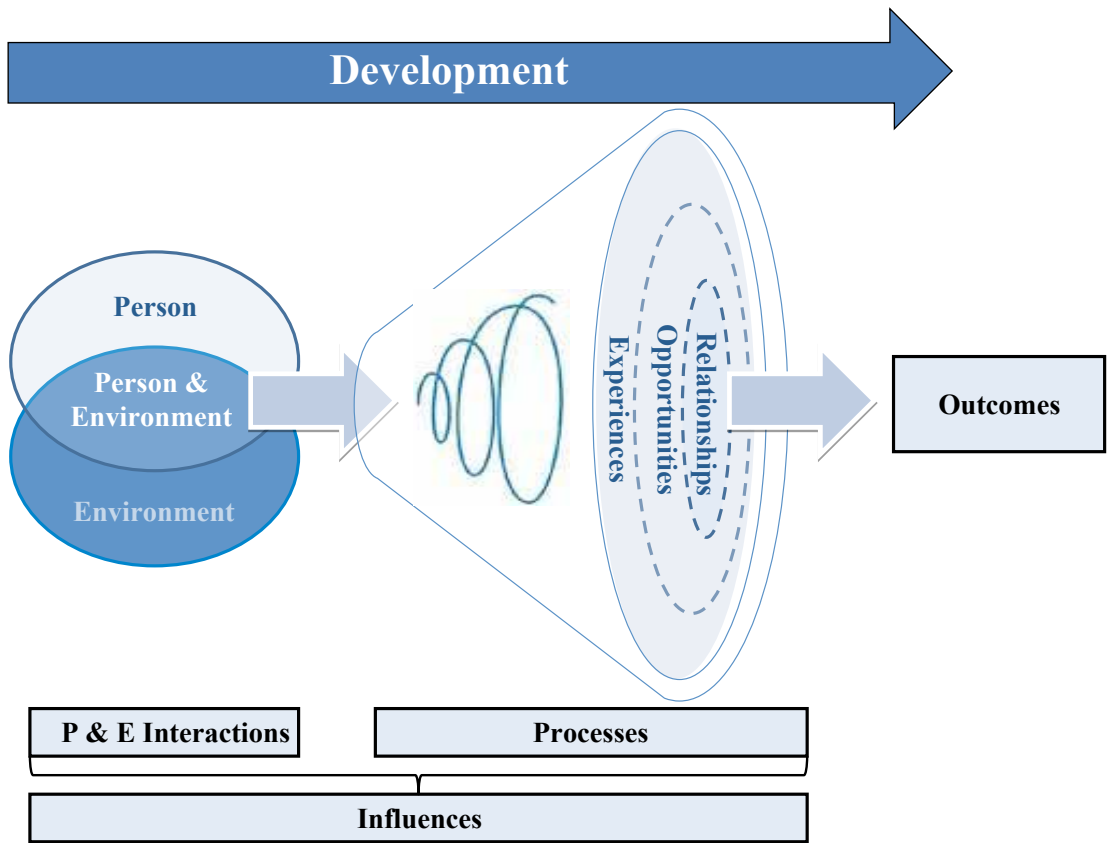 Development
Person
Person &
Environment
Environment
Experiences
Opportunities
Relationships
Outcomes
P & E Interactions
Processes
Influences